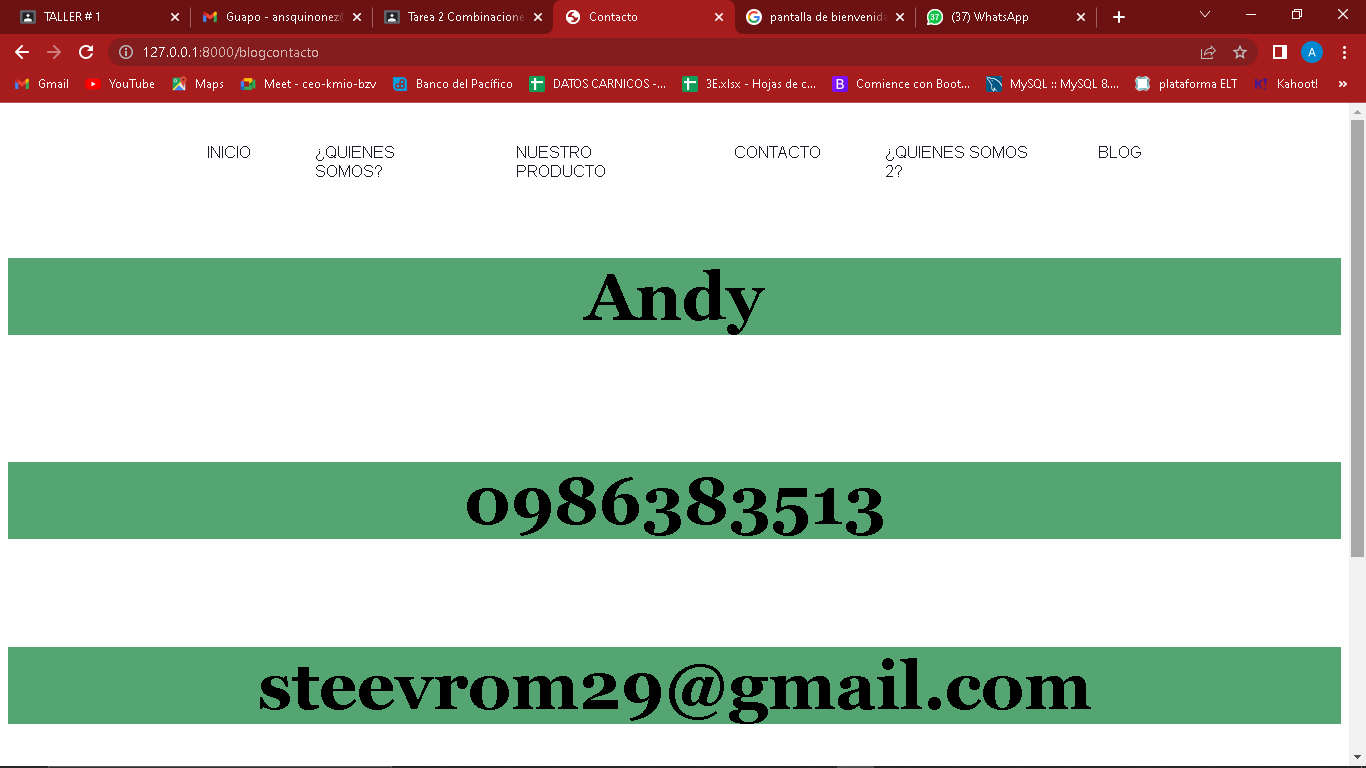 TALLER # 1
Guapo - ansquinonez@
Tarea 2 Combinacione
Contacto
pantalla de bienvenida
(37) WhatsApp
127.0.0.1:8000/blogcontacto
A
Gmail
YouTube
Maps
Meet - ceo-kmio-bzv
Banco del Pacífico
DATOS CARNICOS -...
3E.xlsx - Hojas de c...
Comience con Boot...
MySQL :: MySQL 8....
plataforma ELT
Kahoot!
INICIO
¿QUIENES
SOMOS?
NUESTRO
PRODUCTO
CONTACTO
¿QUIENES SOMOS
2?
BLOG
Andy
0986383513
steevrom29@gmail.com